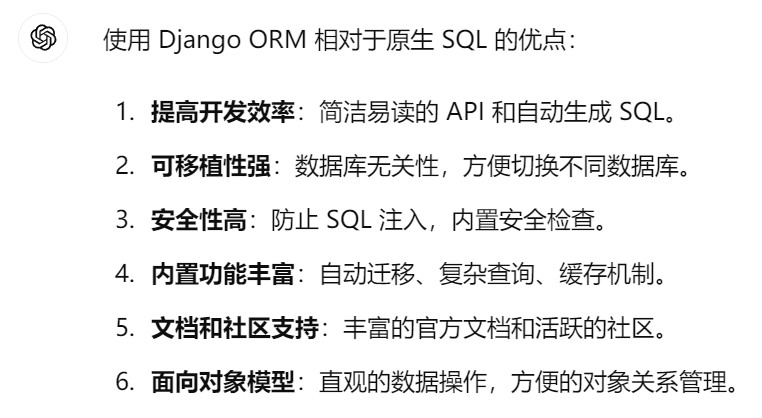 使用 Django ORM 相对于原生 SQL 的优点：
1. 提高开发效率：简洁易读的 API 和自动生成 SQL。
2. 可移植性强：数据库无关性，方便切换不同数据库。
3. 安全性高：防止 SQL 注入，内置安全检查。
4. 内置功能丰富：自动迁移、复杂查询、缓存机制。
5. 文档和社区支持：丰富的官方文档和活跃的社区。
6. 面向对象模型：直观的数据操作，方便的对象关系管理。